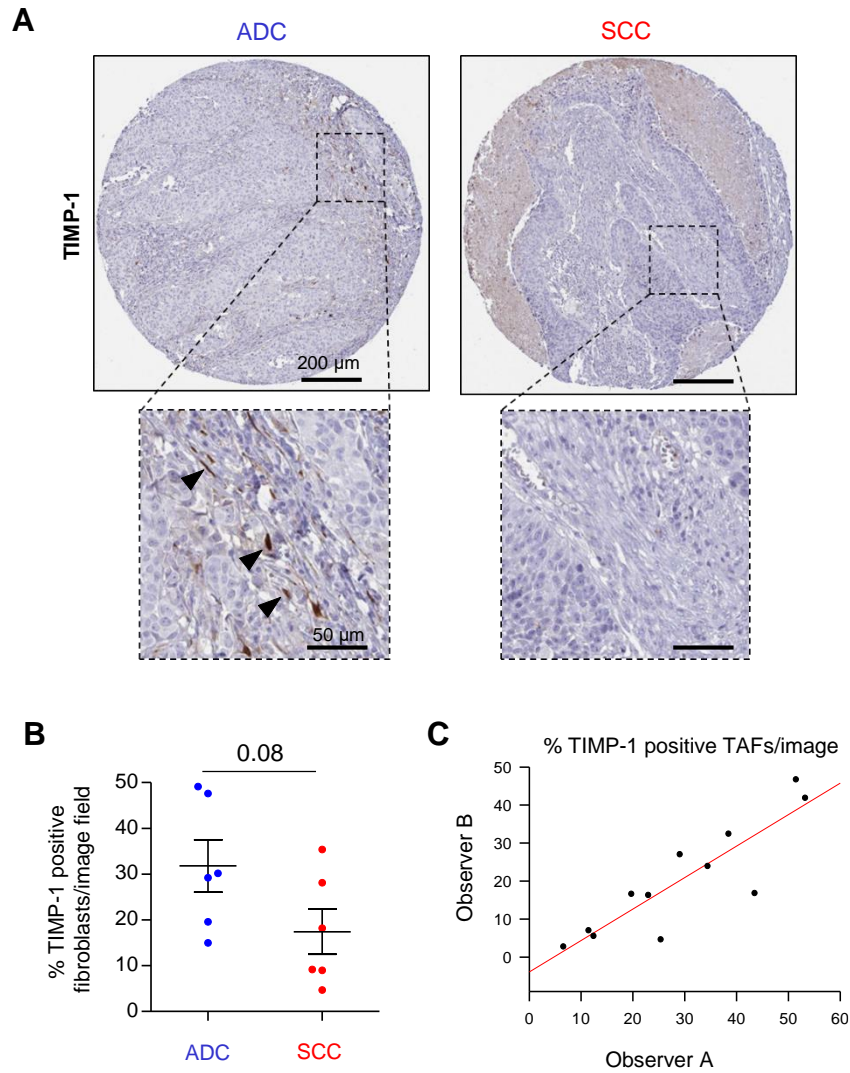 A
ADC
SCC
TIMP-1
200 µm
50 µm
B
0.08
% TIMP-1 positive
fibroblasts/image field
50
40
30
20
10
0
ADC
SCC
C
% TIMP-1 positive TAFs/image
Observer B
50
40
30
20
10
0
0 10 20 30 40 50 60
Observer A